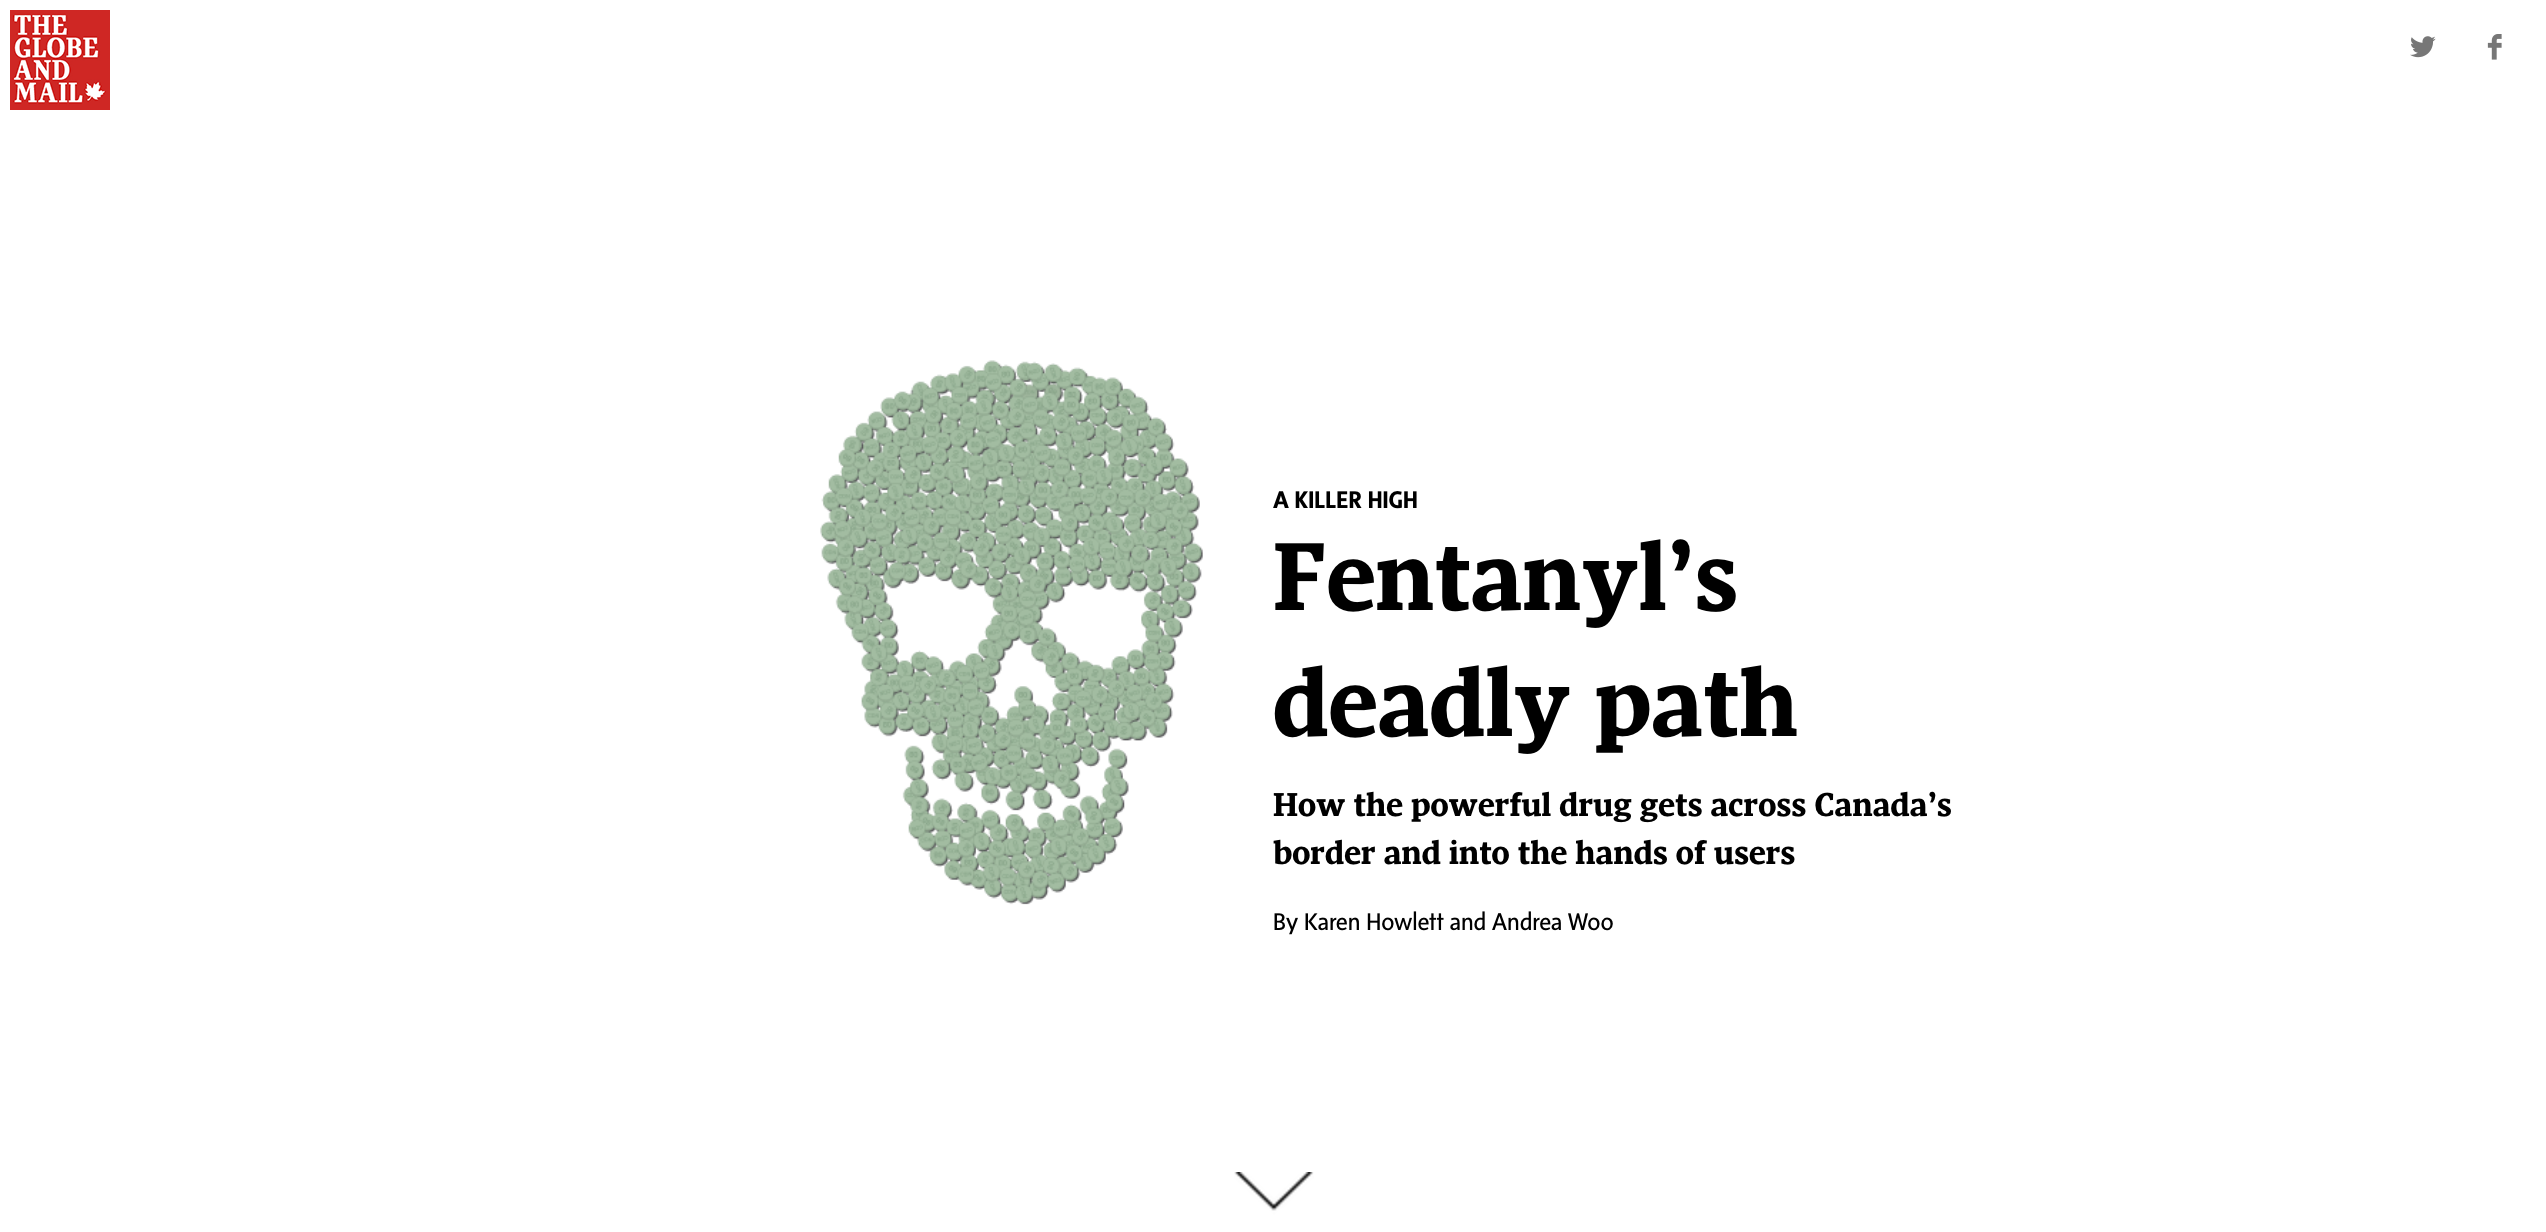 THE
GLOBE
AND
MAIL
A KILLER HIGH
Fentanyl’s
deadly path
How the powerful drug gets across Canada’s
border and into the hands of users
By Karen Howlett and Andrea Woo